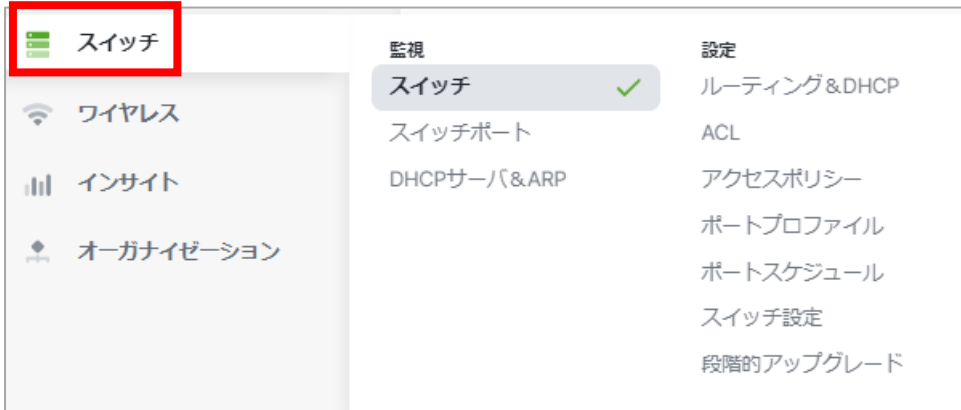 スイッチ
ワイヤレス
インサイト
オーガナイゼーション
監視
スイッチ
スイッチポート
DHCPサーバ&ARP
設定
ルーティング&DHCP
ACL
アクセスポリシー
ポートプロファイル
ポートスケジュール
スイッチ設定
段階的アップグレード